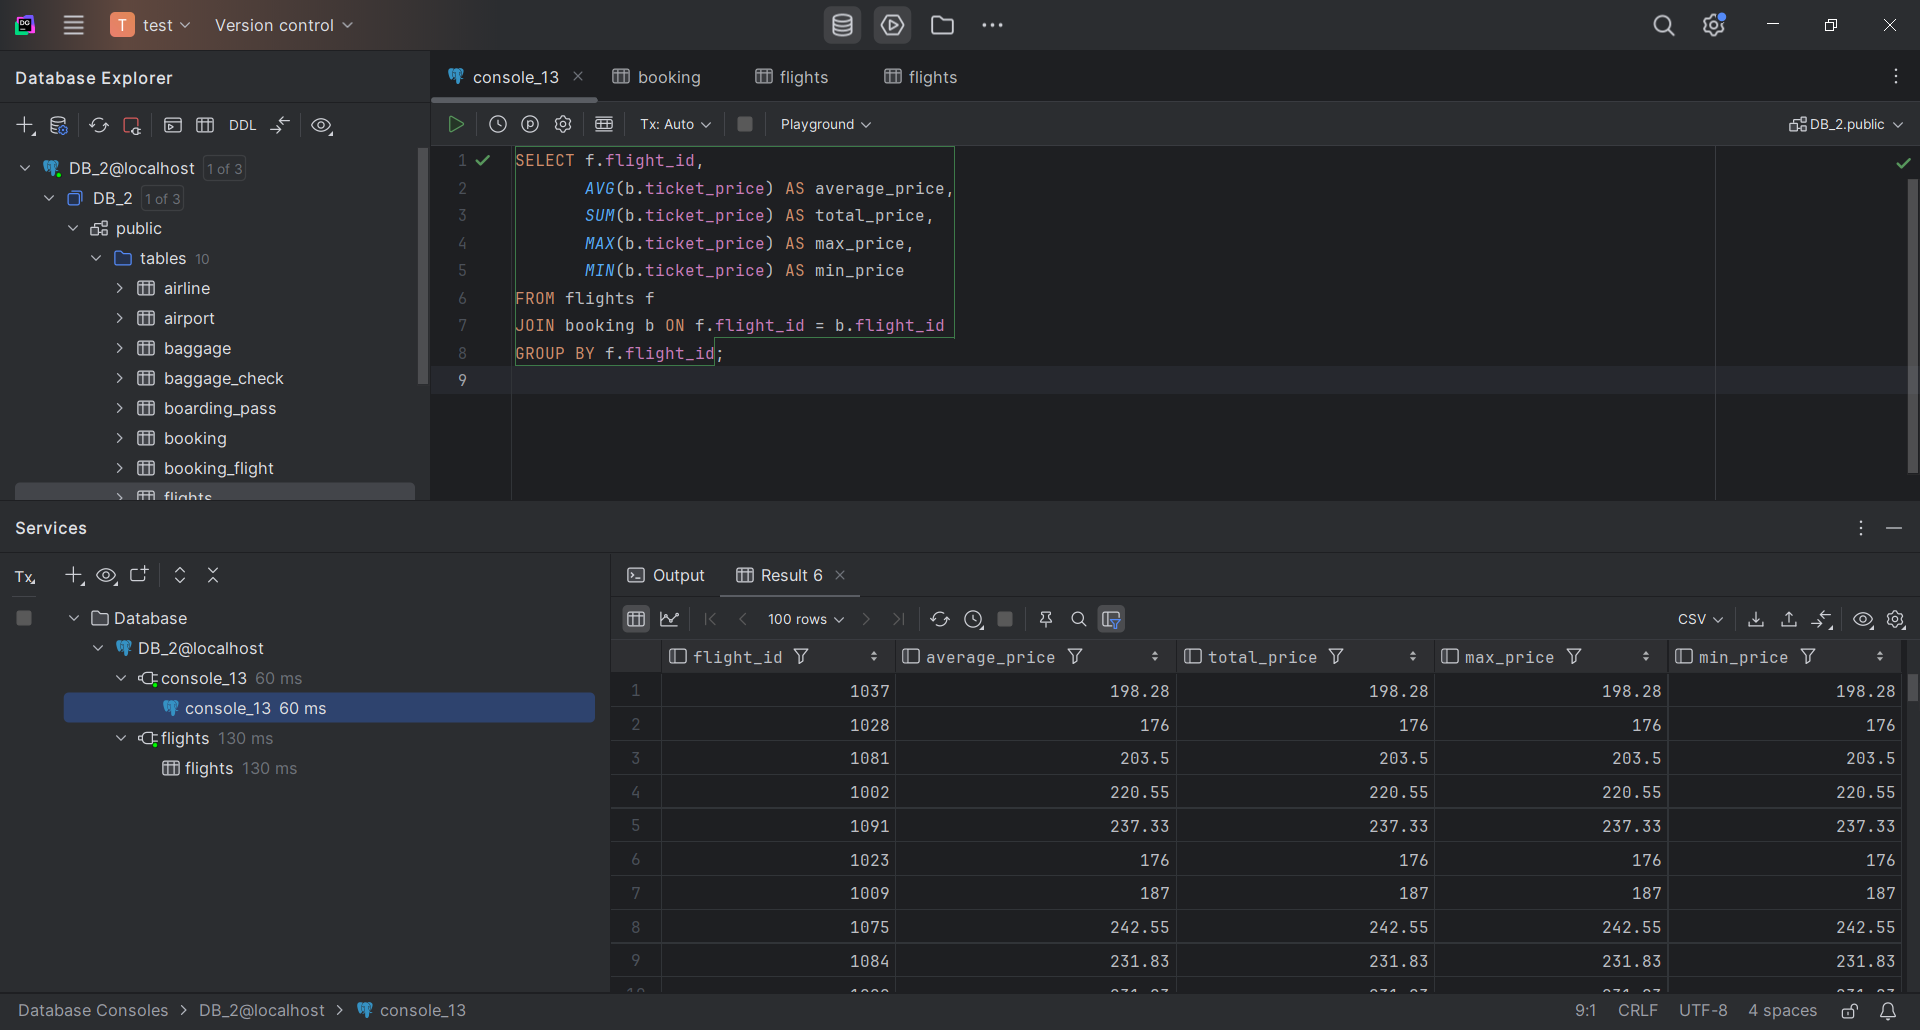 T test Version control
Database Explorer
console_13 booking flights flights
DDL
Tx: Auto Playground DB_2.public
DB_2@localhost 1 of 3
DB_2 1 of 3
public
tables 10
airline
airport
baggage
baggage_check
boarding_pass
booking
booking_flight
flights
1 SELECT f.flight_id,
2 AVG(b.ticket_price) AS average_price,
3 SUM(b.ticket_price) AS total_price,
4 MAX(b.ticket_price) AS max_price,
5 MIN(b.ticket_price) AS min_price
6 FROM flights f
7 JOIN booking b ON f.flight_id = b.flight_id
8 GROUP BY f.flight_id;
9
Services
Tx
Database
DB_2@localhost
console_13 60 ms
console_13 60 ms
flights 130 ms
flights 130 ms
Output Result 6
100 rows CSV
flight_id average_price total_price max_price min_price
1 1037 198.28 198.28 198.28 198.28
2 1028 176 176 176 176
3 1081 203.5 203.5 203.5 203.5
4 1002 220.55 220.55 220.55 220.55
5 1091 237.33 237.33 237.33 237.33
6 1023 176 176 176 176
7 1009 187 187 187 187
8 1075 242.55 242.55 242.55 242.55
9 1084 231.83 231.83 231.83 231.83
Database Consoles > DB_2@localhost > console_13
9:1 CRLF UTF-8 4 spaces